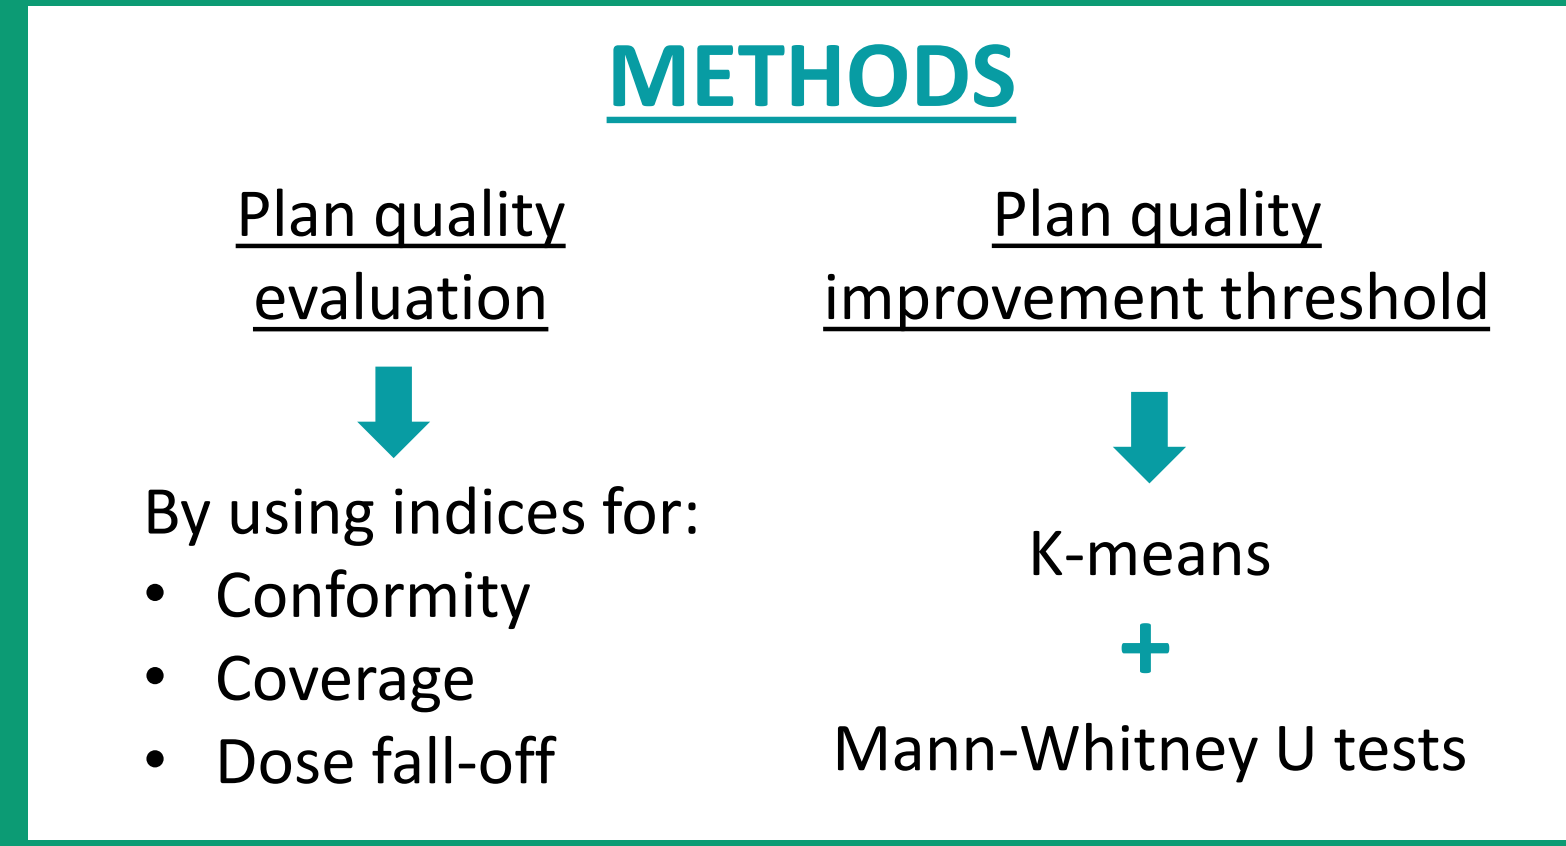 METHODS
Plan quality
evaluation
By using indices for:
• Conformity
• Coverage
• Dose fall-off
Plan quality
improvement threshold
K-means
+
Mann-Whitney U tests